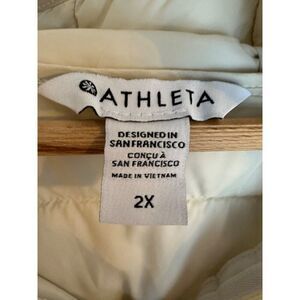 ATHLETA
DESIGNED IN
SAN FRANCISCO
CONÇU À
SAN FRANCISCO
MADE IN VIETNAM
2X